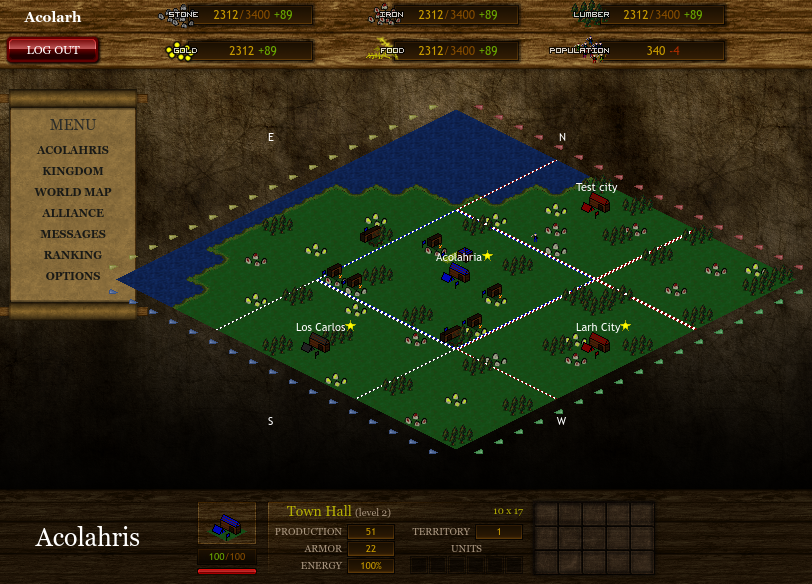 Acolarh
STONE 2312/3400 +89
IRON 2312/3400 +89
LUMBER 2312/3400 +89
LOG OUT
GOLD 2312 +89
FOOD 2312/3400 +89
POPULATION 340 -4
MENU
ACOLAHRIS
KINGDOM
WORLD MAP
ALLIANCE
MESSAGES
RANKING
OPTIONS
E
N
Test city
Acolahria
Los Carlos
Larh City
S
W
Acolahris
100/100
Town Hall (level 2)
10 x 17
PRODUCTION 51
TERRITORY 1
ARMOR 22
UNITS
ENERGY 100%